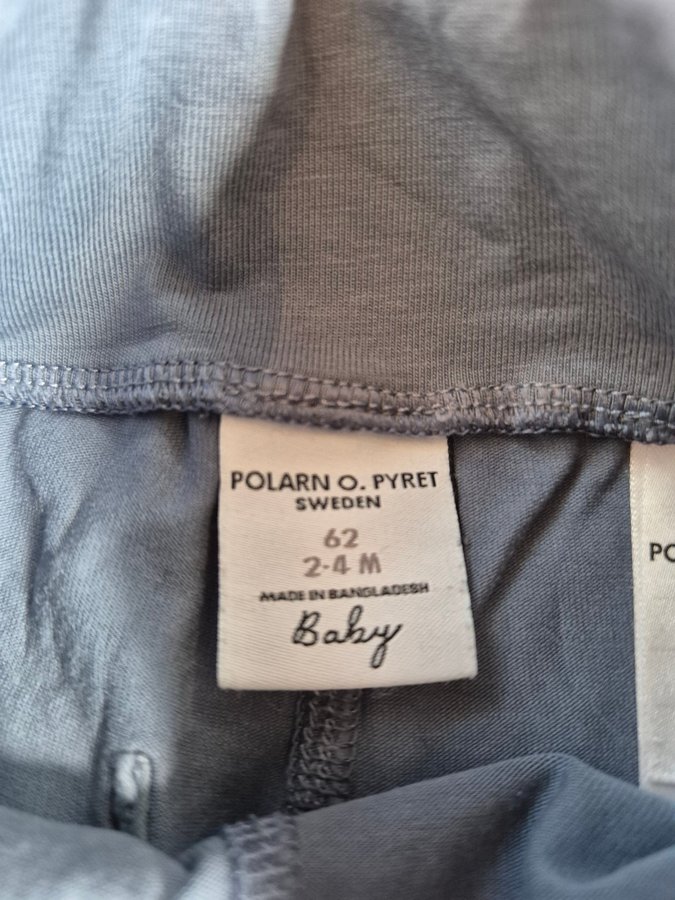 POLARN O. PYRET
SWEDEN
62
2-4 M
MADE IN BANGLADESH
Baby
PO